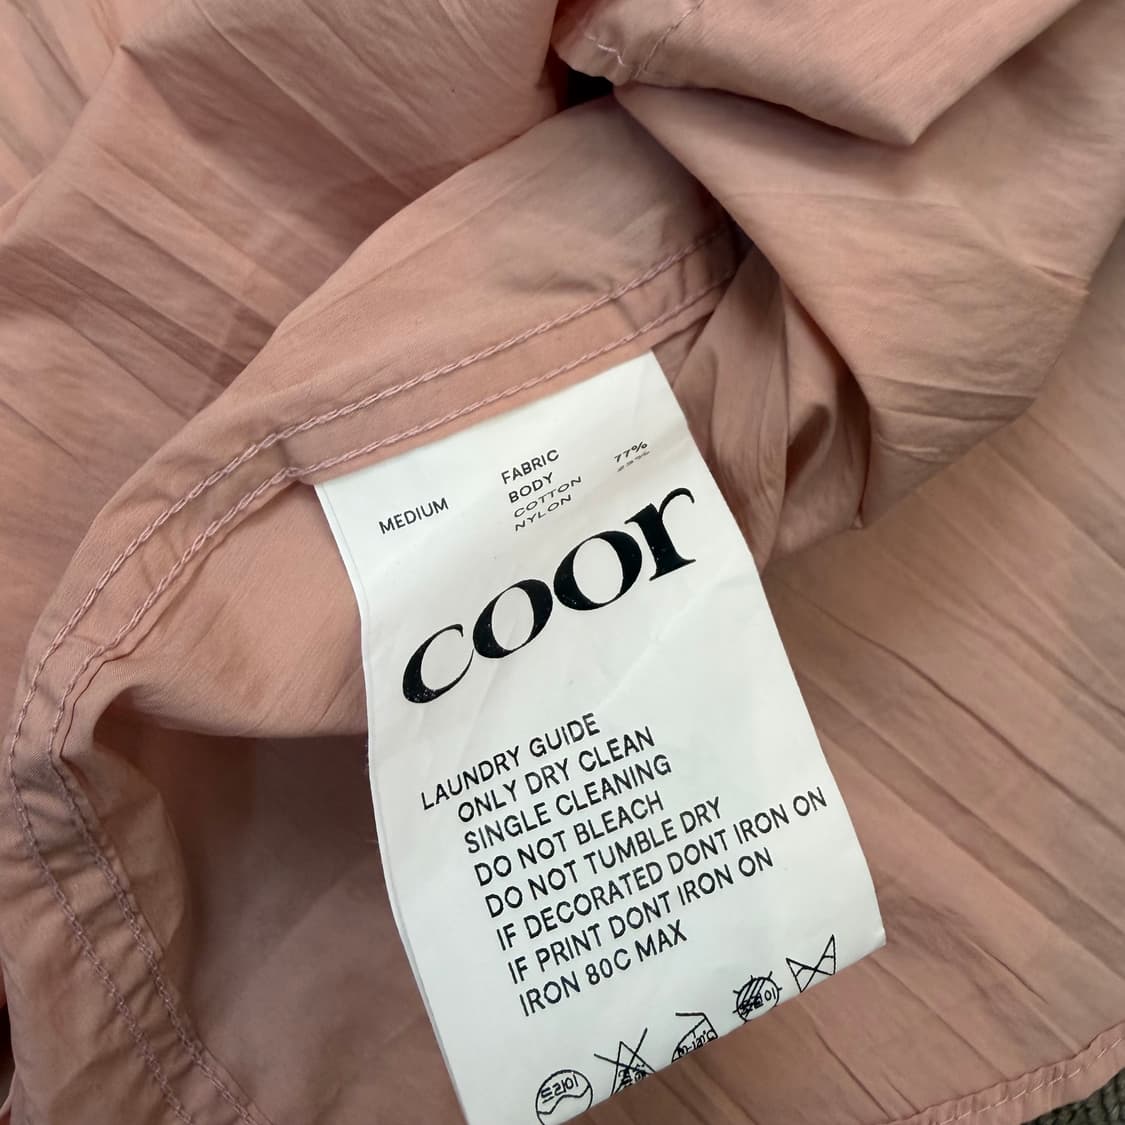 MEDIUM
FABRIC
BODY
COTTON 77%
NYLON 23%
coor
LAUNDRY GUIDE
ONLY DRY CLEAN
SINGLE CLEANING
DO NOT BLEACH
DO NOT TUMBLE DRY
IF DECORATED DONT IRON ON
IF PRINT DONT IRON ON
IRON 80C MAX
드라이